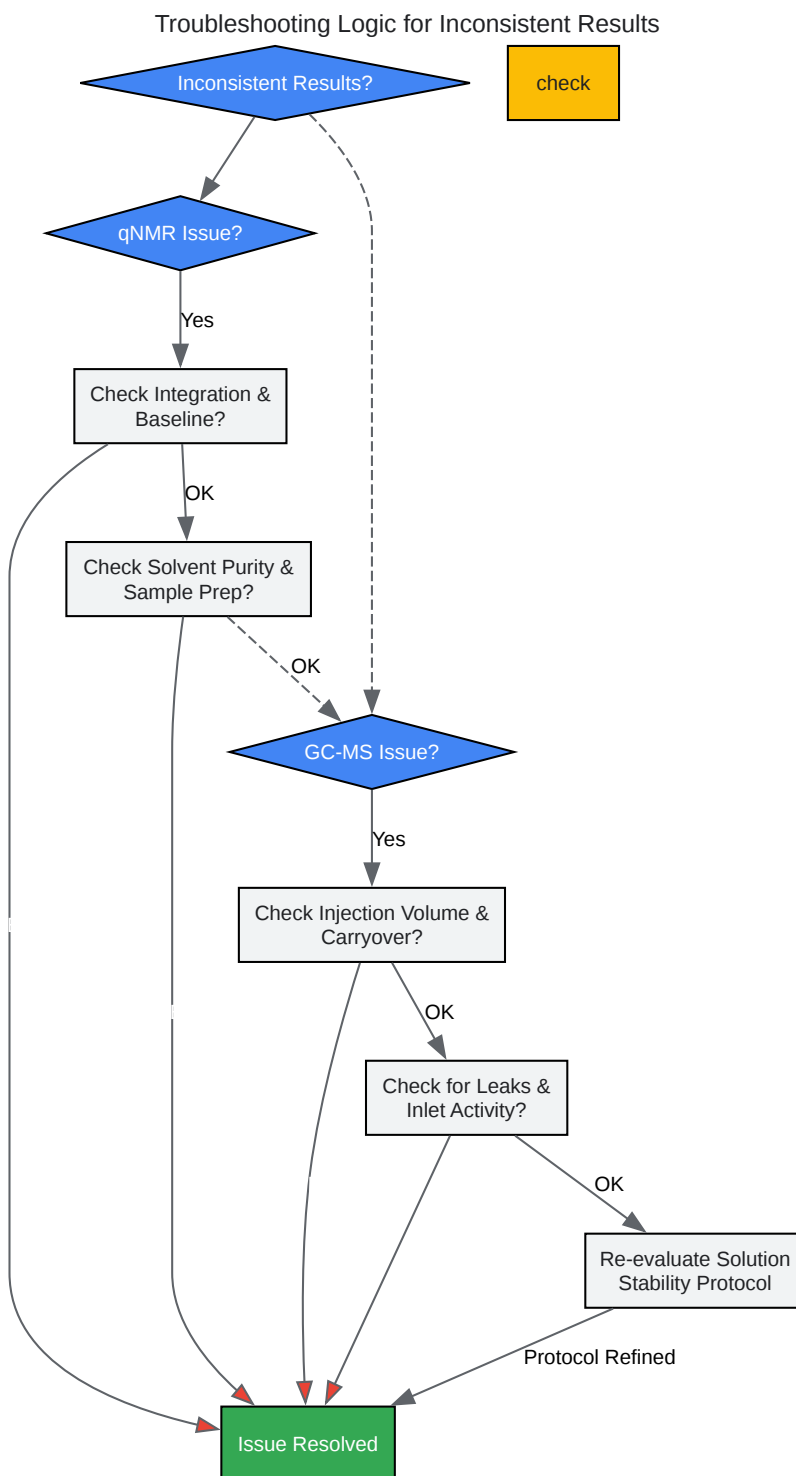 Troubleshooting Logic for Inconsistent Results
Inconsistent Results?
check
qNMR Issue?
Yes
Check Integration &
Baseline?
OK
Check Solvent Purity &
Sample Prep?
OK
GC-MS Issue?
Yes
Check Injection Volume &
Carryover?
OK
Check for Leaks &
Inlet Activity?
OK
Re-evaluate Solution
Stability Protocol
Protocol Refined
Issue Resolved